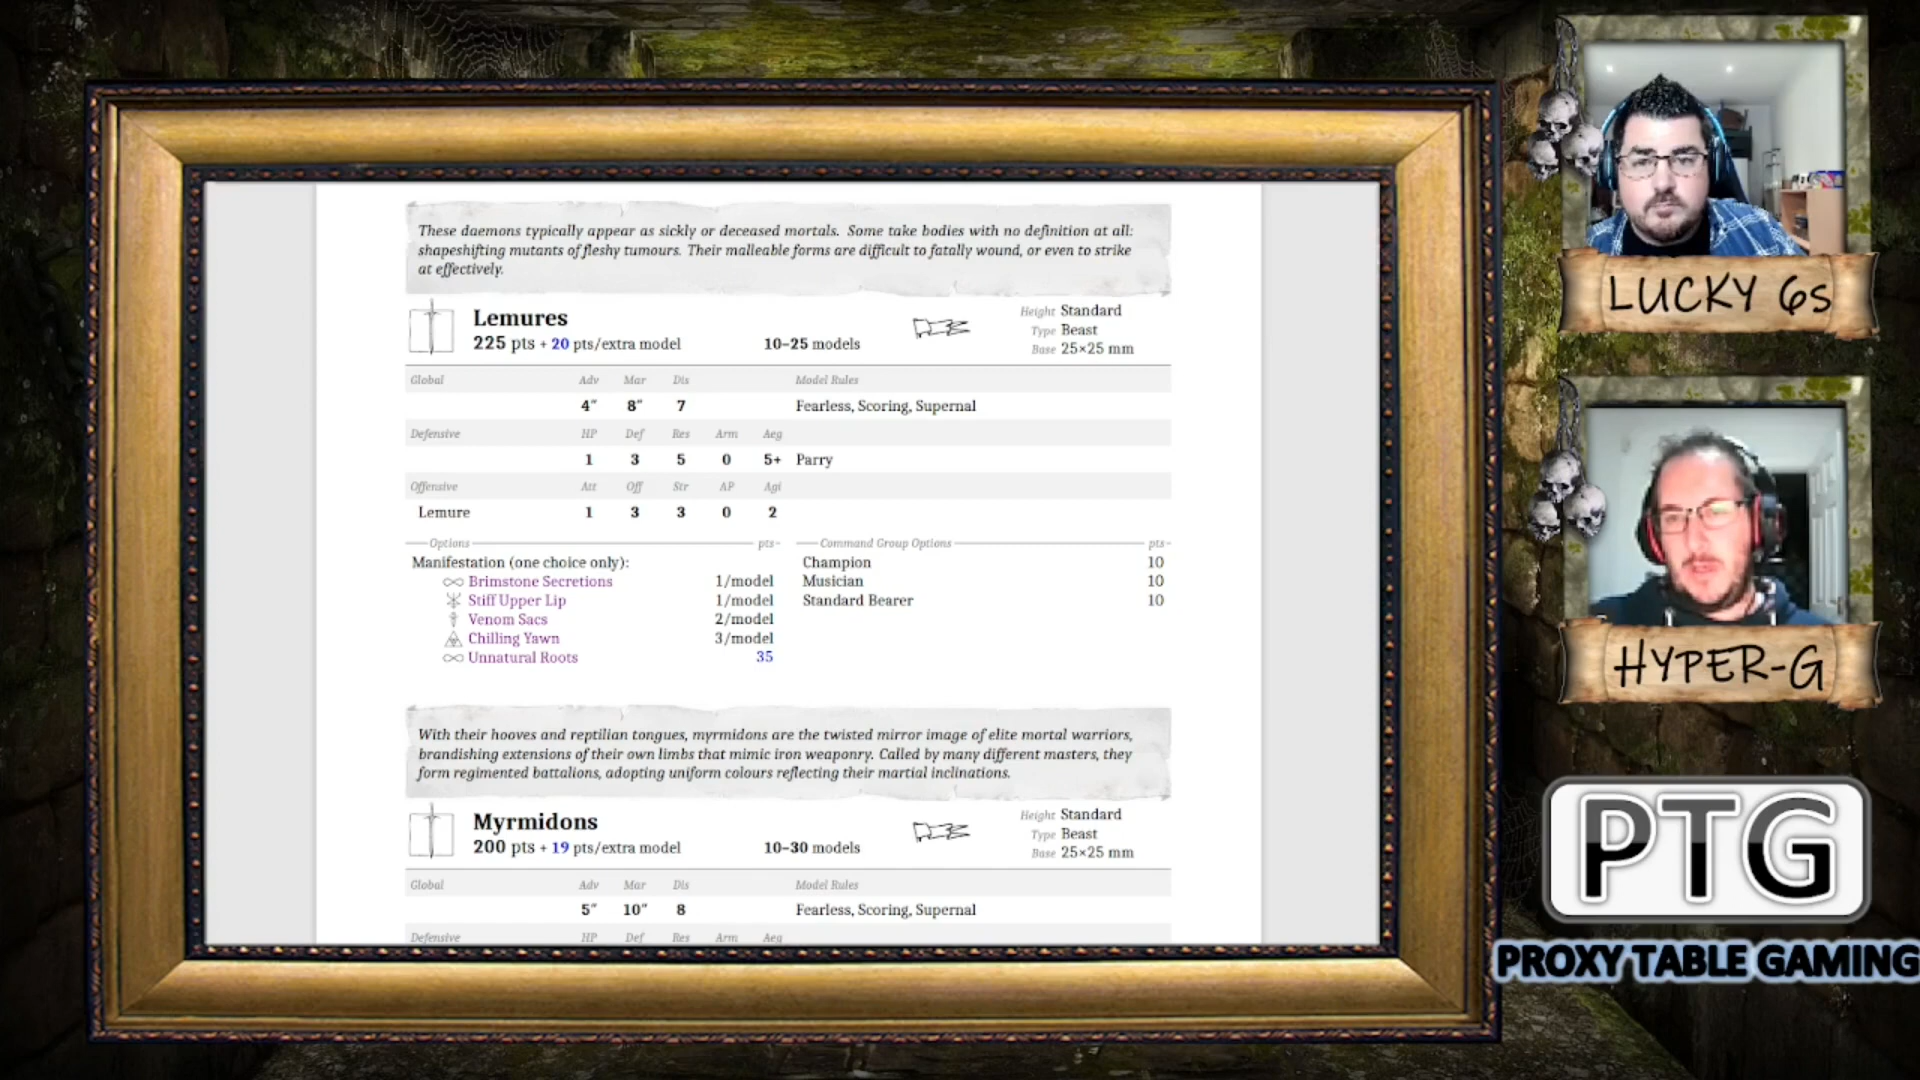 These daemons typically appear as sickly or deceased mortals. Some take bodies with no definition at all:
shapeshifting mutants of fleshy tumours. Their malleable forms are difficult to fatally wound, or even to strike
at effectively.
Lemures
225 pts + 20 pts/extra model 10–25 models
Height Standard
Type Beast
Base 25×25 mm
Global Adv Mar Dis Model Rules
4″ 8″ 7 Fearless, Scoring, Supernal
Defensive HP Def Res Arm Aeg
1 3 5 0 5+ Parry
Offensive Att Off Str AP Agi
Lemure 1 3 3 0 2
Options pts Command Group Options pts
Manifestation (one choice only): Champion 10
Brimstone Secretions 1/model Musician 10
Stiff Upper Lip 1/model Standard Bearer 10
Venom Sacs 2/model
Chilling Yawn 3/model
Unnatural Roots 35
With their hooves and reptilian tongues, myrmidons are the twisted mirror image of elite mortal warriors,
brandishing extensions of their own limbs that mimic iron weaponry. Called by many different masters, they
form regimented battalions, adopting uniform colours reflecting their martial inclinations.
Myrmidons
200 pts + 19 pts/extra model 10–30 models
Height Standard
Type Beast
Base 25×25 mm
Global Adv Mar Dis Model Rules
5″ 10″ 8 Fearless, Scoring, Supernal
Defensive HP Def Res Arm Aeg
LUCKY 6s
HYPER-G
PTG
PROXY TABLE GAMING